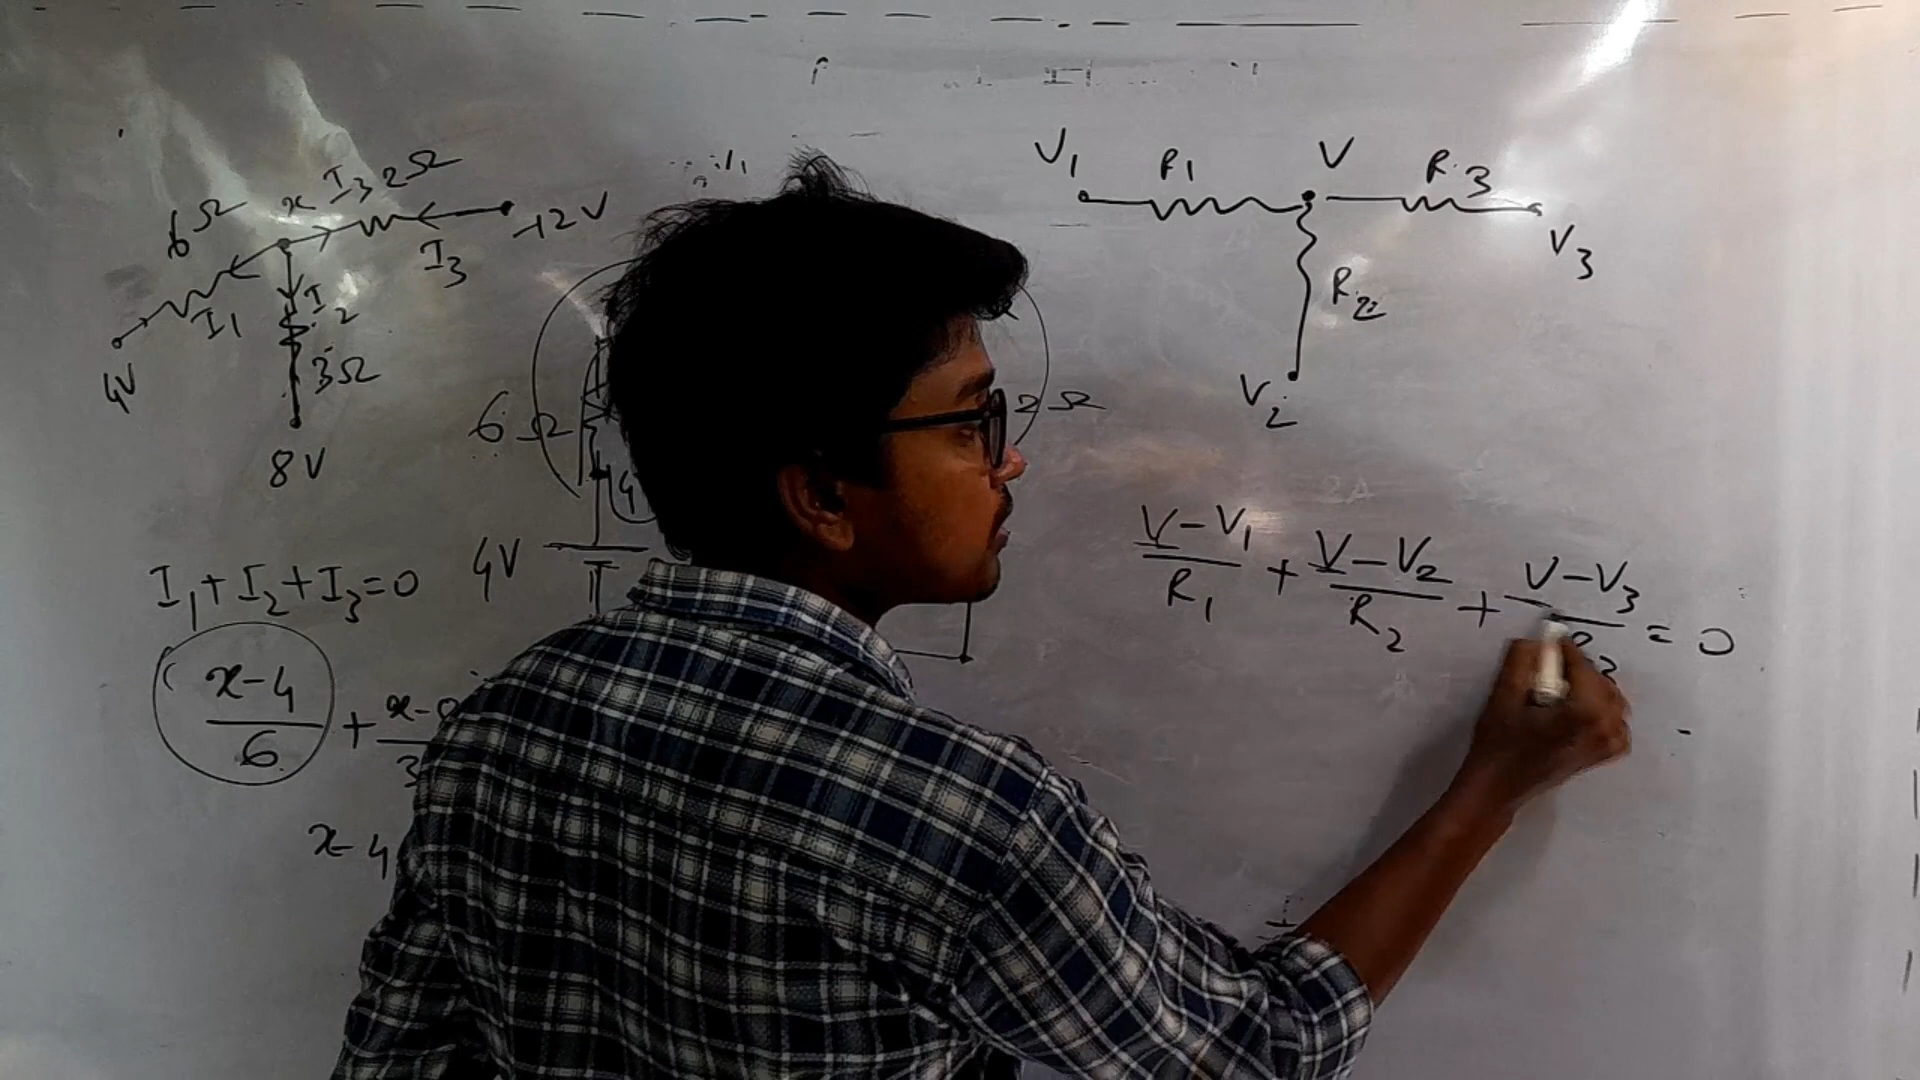 6Ω x I3 2Ω
-12V
I3
I1 I2
4V 3Ω
8V
I1+I2+I3=0
x-4/6 + x-
3
x-4
6Ω
2Ω
4V
V1 R1 V R3
V3
R2
V2
V-V1/R1 + V-V2/R2 + V-V3/ = 0